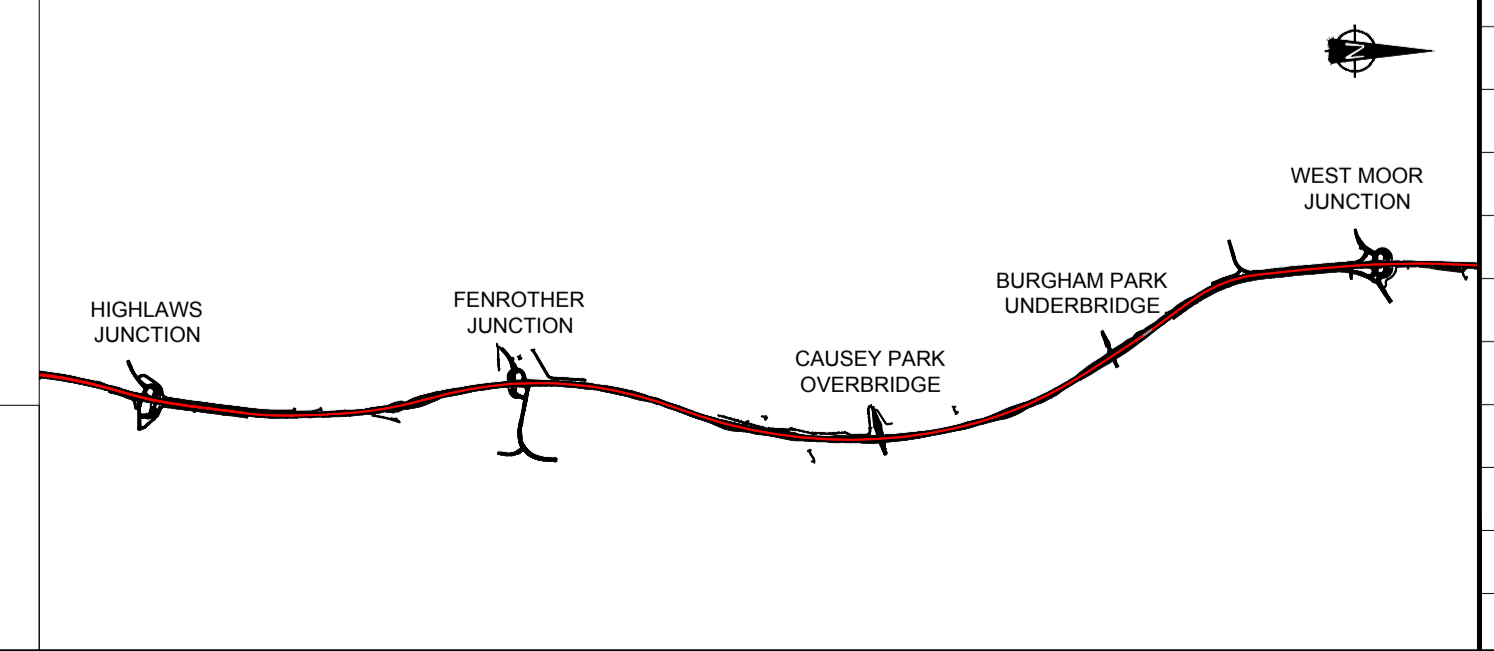 N
WEST MOOR
JUNCTION
BURGHAM PARK
UNDERBRIDGE
HIGHLAWS
JUNCTION
FENROTHER
JUNCTION
CAUSEY PARK
OVERBRIDGE